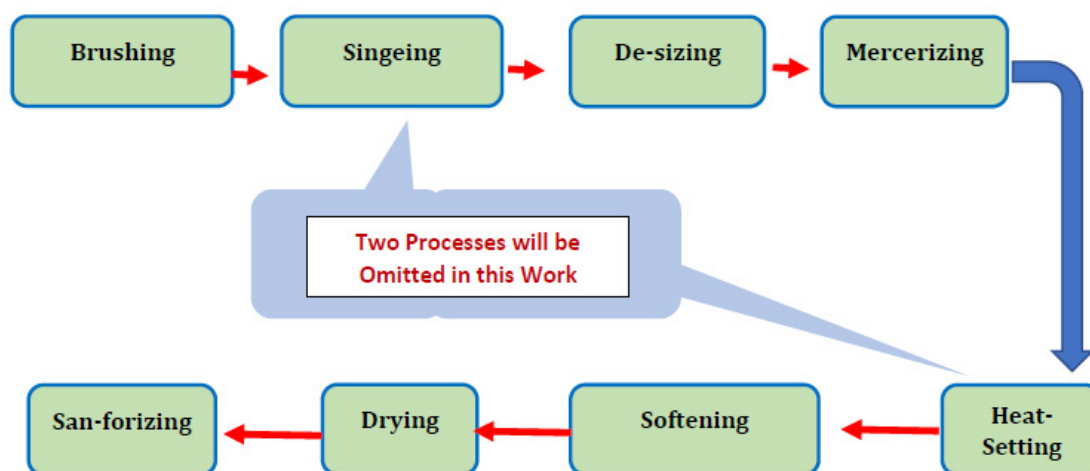 Brushing
Singeing
De-sizing
Mercerizing
Two Processes will be
Omitted in this Work
San-forizing
Drying
Softening
Heat-
Setting